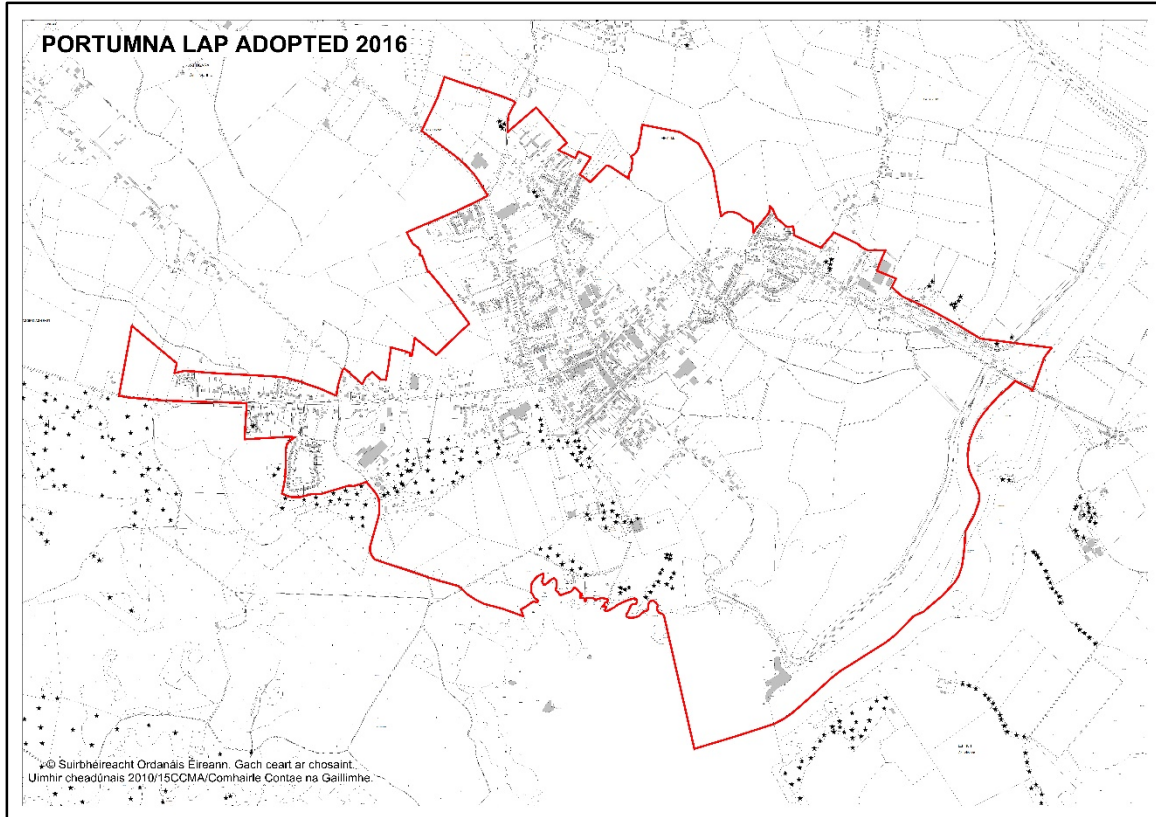 PORTUMNA LAP ADOPTED 2016
© Suirbhéireacht Ordanáis Éireann. Gach ceart ar chosaint.
Uimhir cheadúnais 2010/15CCMA/Comhairle Contae na Gaillimhe.